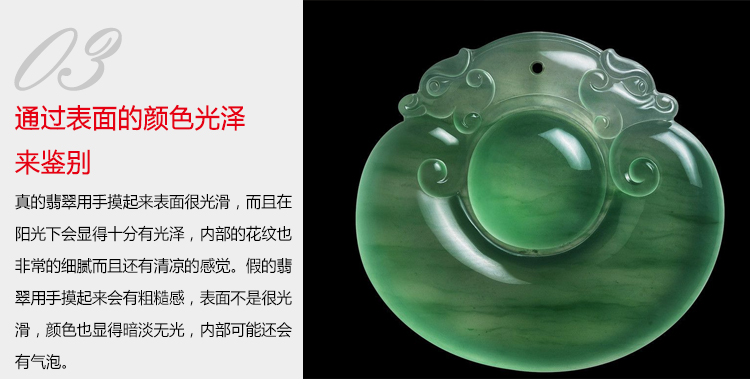 03
通过表面的颜色光泽
来鉴别
真的翡翠用手摸起来表面很光滑，而且在
阳光下会显得十分有光泽，内部的花纹也
非常的细腻而且还有清凉的感觉。假的翡
翠用手摸起来会有粗糙感，表面不是很光
滑，颜色也显得暗淡无光，内部可能还会
有气泡。